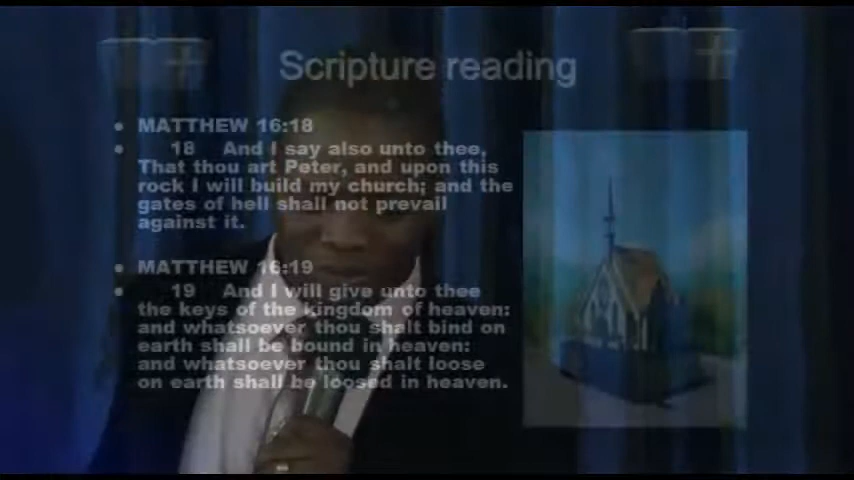 Scripture reading
• MATTHEW 16:18
• 18 And I say also unto thee,
That thou art Peter, and upon this
rock I will build my church; and the
gates of hell shall not prevail
against it.
• MATTHEW 16:19
• 19 And I will give unto thee
the keys of the kingdom of heaven:
and whatsoever thou shalt bind on
earth shall be bound in heaven:
and whatsoever thou shalt loose
on earth shall be loosed in heaven.